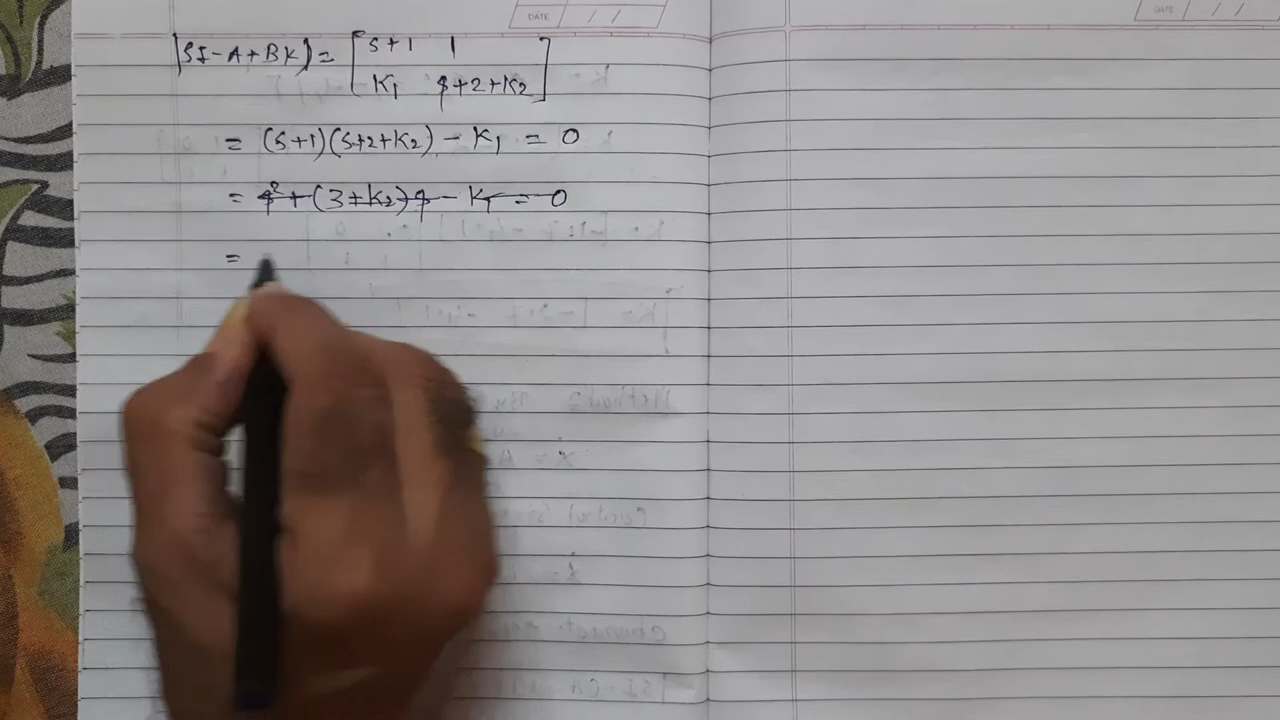 DATE / /
DATE / /
|SI-A+BK| = [S+1 1
K1 S+2+K2]
= (S+1)(S+2+K2) - K1 = 0
= S²+(3+K2)S - K1 = 0
=